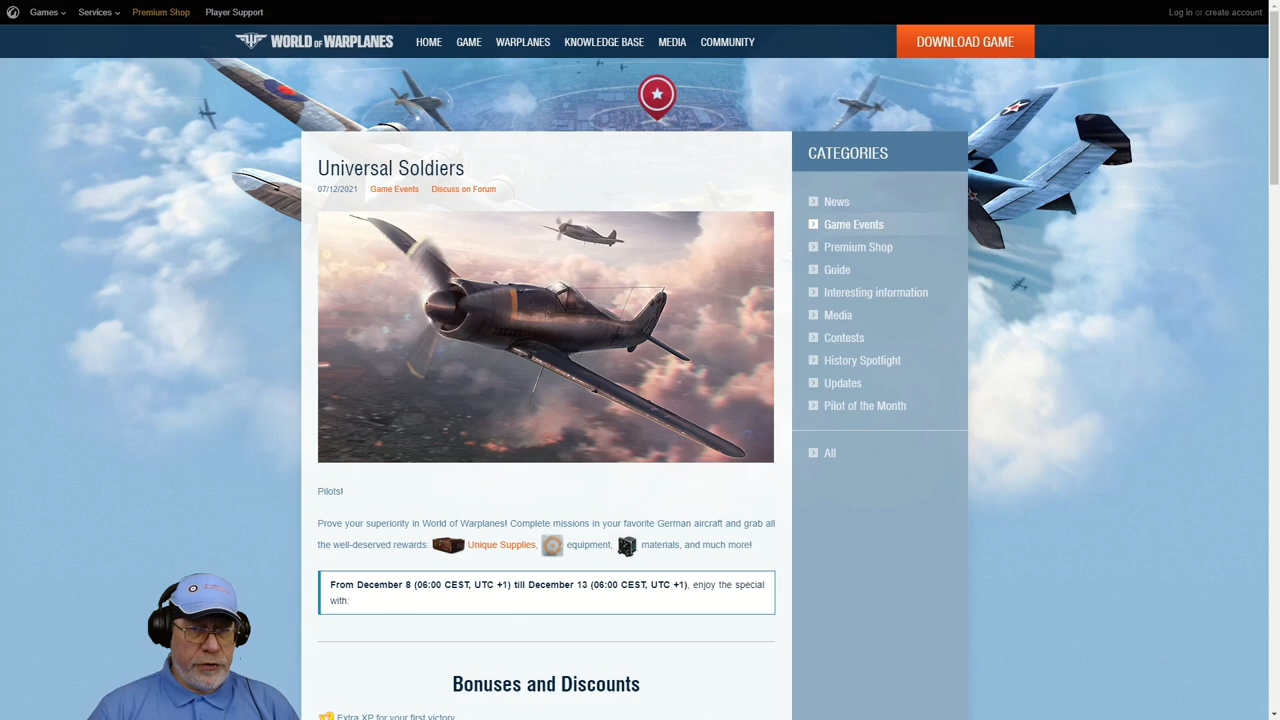 Games Services Premium Shop Player Support Log in or create account
WORLD OF WARPLANES HOME GAME WARPLANES KNOWLEDGE BASE MEDIA COMMUNITY DOWNLOAD GAME
Universal Soldiers
07/12/2021 Game Events Discuss on Forum
Pilots!
Prove your superiority in World of Warplanes! Complete missions in your favorite German aircraft and grab all
the well-deserved rewards: Unique Supplies, equipment, materials, and much more!
From December 8 (06:00 CEST, UTC +1) till December 13 (06:00 CEST, UTC +1), enjoy the special
with:
Bonuses and Discounts
Extra XP for your first victory
CATEGORIES
News
Game Events
Premium Shop
Guide
Interesting information
Media
Contests
History Spotlight
Updates
Pilot of the Month
All